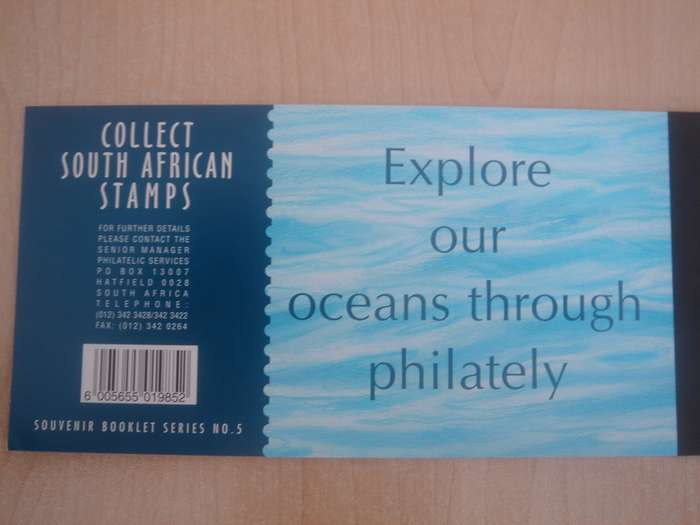 COLLECT
SOUTH AFRICAN
STAMPS
FOR FURTHER DETAILS
PLEASE CONTACT THE
SENIOR MANAGER
PHILATELIC SERVICES
PO BOX 13007
HATFIELD 0028
SOUTH AFRICA
TELEPHONE:
(012) 342 3428/342 3422
FAX: (012) 342 0264
6 005655 019852
SOUVENIR BOOKLET SERIES NO.5
Explore
our
oceans through
philately